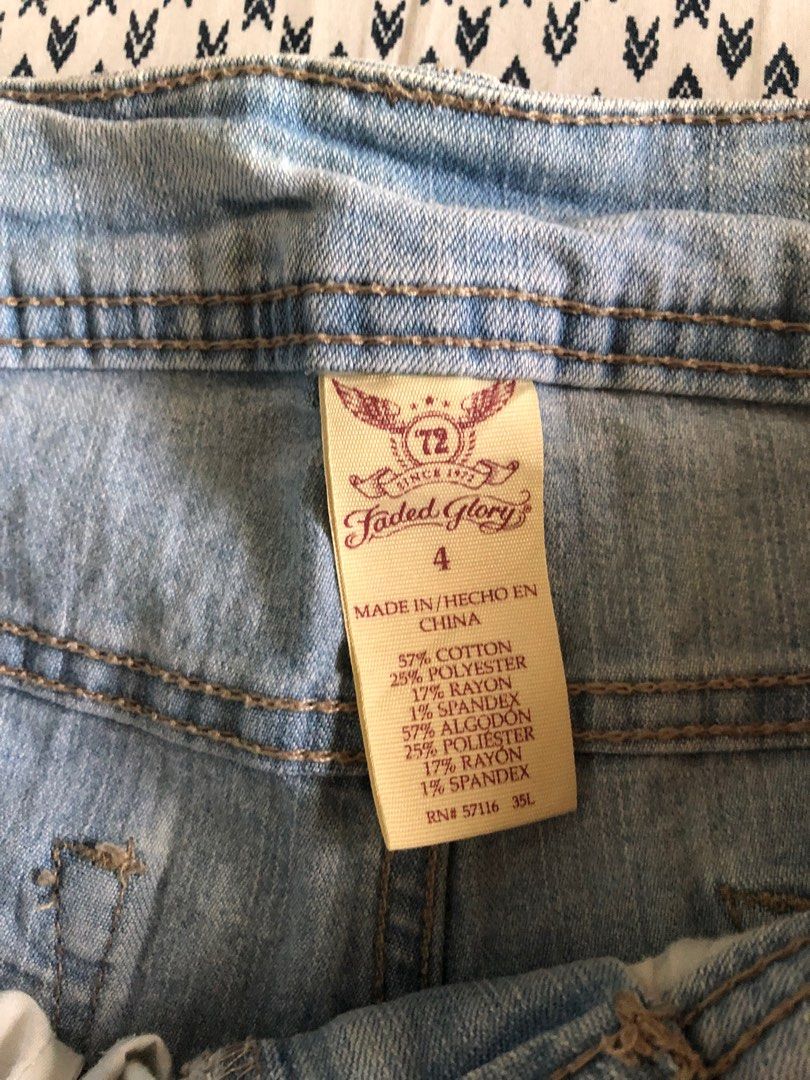 '72
SINCE 1972
Faded Glory®
4
MADE IN/HECHO EN
CHINA
57% COTTON
25% POLYESTER
17% RAYON
1% SPANDEX
57% ALGODÓN
25% POLIÉSTER
17% RAYÓN
1% SPANDEX
RN# 57116 35L